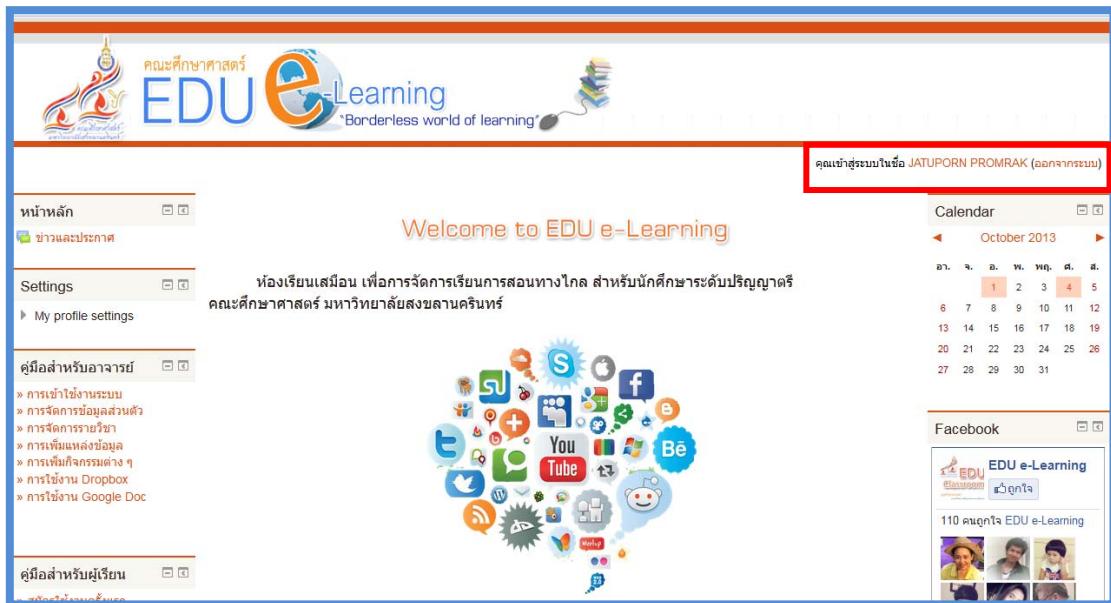 คณะศึกษาศาสตร์
EDU e-Learning
"Borderless world of learning"
คุณเข้าสู่ระบบในชื่อ JATUPORN PROMRAK (ออกจากระบบ)
หน้าหลัก
ข่าวและประกาศ
Settings
My profile settings
คู่มือสำหรับอาจารย์
» การเข้าใช้งานระบบ
» การจัดการข้อมูลส่วนตัว
» การจัดการรายวิชา
» การเพิ่มแหล่งข้อมูล
» การเพิ่มกิจกรรมต่าง ๆ
» การใช้งาน Dropbox
» การใช้งาน Google Doc
คู่มือสำหรับผู้เรียน
Welcome to EDU e-Learning
ห้องเรียนเสมือน เพื่อการจัดการเรียนการสอนทางไกล สำหรับนักศึกษาระดับปริญญาตรี
คณะศึกษาศาสตร์ มหาวิทยาลัยสงขลานครินทร์
You
Tube
Bē
Meetup
Calendar
◄ October 2013 ►
อา. จ. อ. พ. พฤ. ศ. ส.
1 2 3 4 5
6 7 8 9 10 11 12
13 14 15 16 17 18 19
20 21 22 23 24 25 26
27 28 29 30 31
Facebook
EDU
Classroom
EDU e-Learning
ถูกใจ
110 คนถูกใจ EDU e-Learning